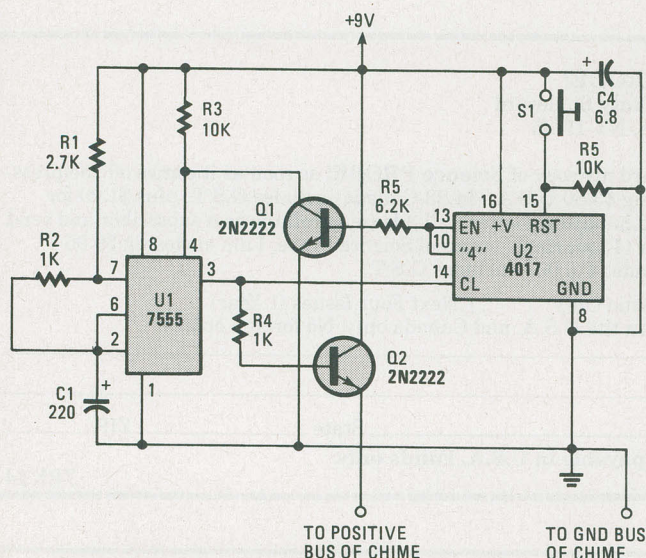 +9V
R1
2.7K
R3
10K
+
C4
6.8
S1
R5
10K
Q1
2N2222
R5
6.2K
16
15
13
EN
+V
RST
10
"4"
U2
4017
14
CL
GND
8
R2
1K
7
8
4
3
6
U1
7555
2
1
R4
1K
Q2
2N2222
C1
220
+
TO POSITIVE
BUS OF CHIME
TO GND BUS
OF CHIME